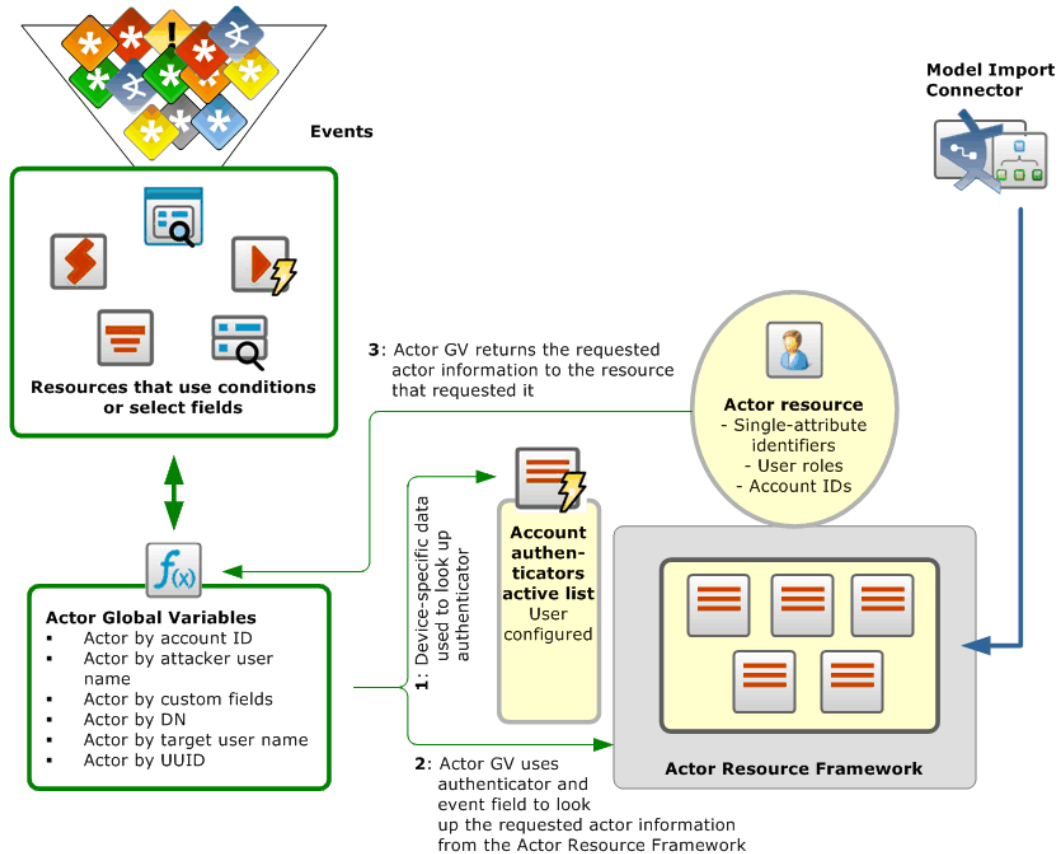 Events
Model Import
Connector
Resources that use conditions
or select fields
3: Actor GV returns the requested
actor information to the resource
that requested it
Actor resource
- Single-attribute
identifiers
- User roles
- Account IDs
1: Device-specific data
used to look up
authenticator
Account
authen-
ticators
active list
User
configured
f(x)
Actor Global Variables
▪ Actor by account ID
▪ Actor by attacker user
name
▪ Actor by custom fields
▪ Actor by DN
▪ Actor by target user name
▪ Actor by UUID
Actor Resource Framework
2: Actor GV uses
authenticator and
event field to look
up the requested actor information
from the Actor Resource Framework